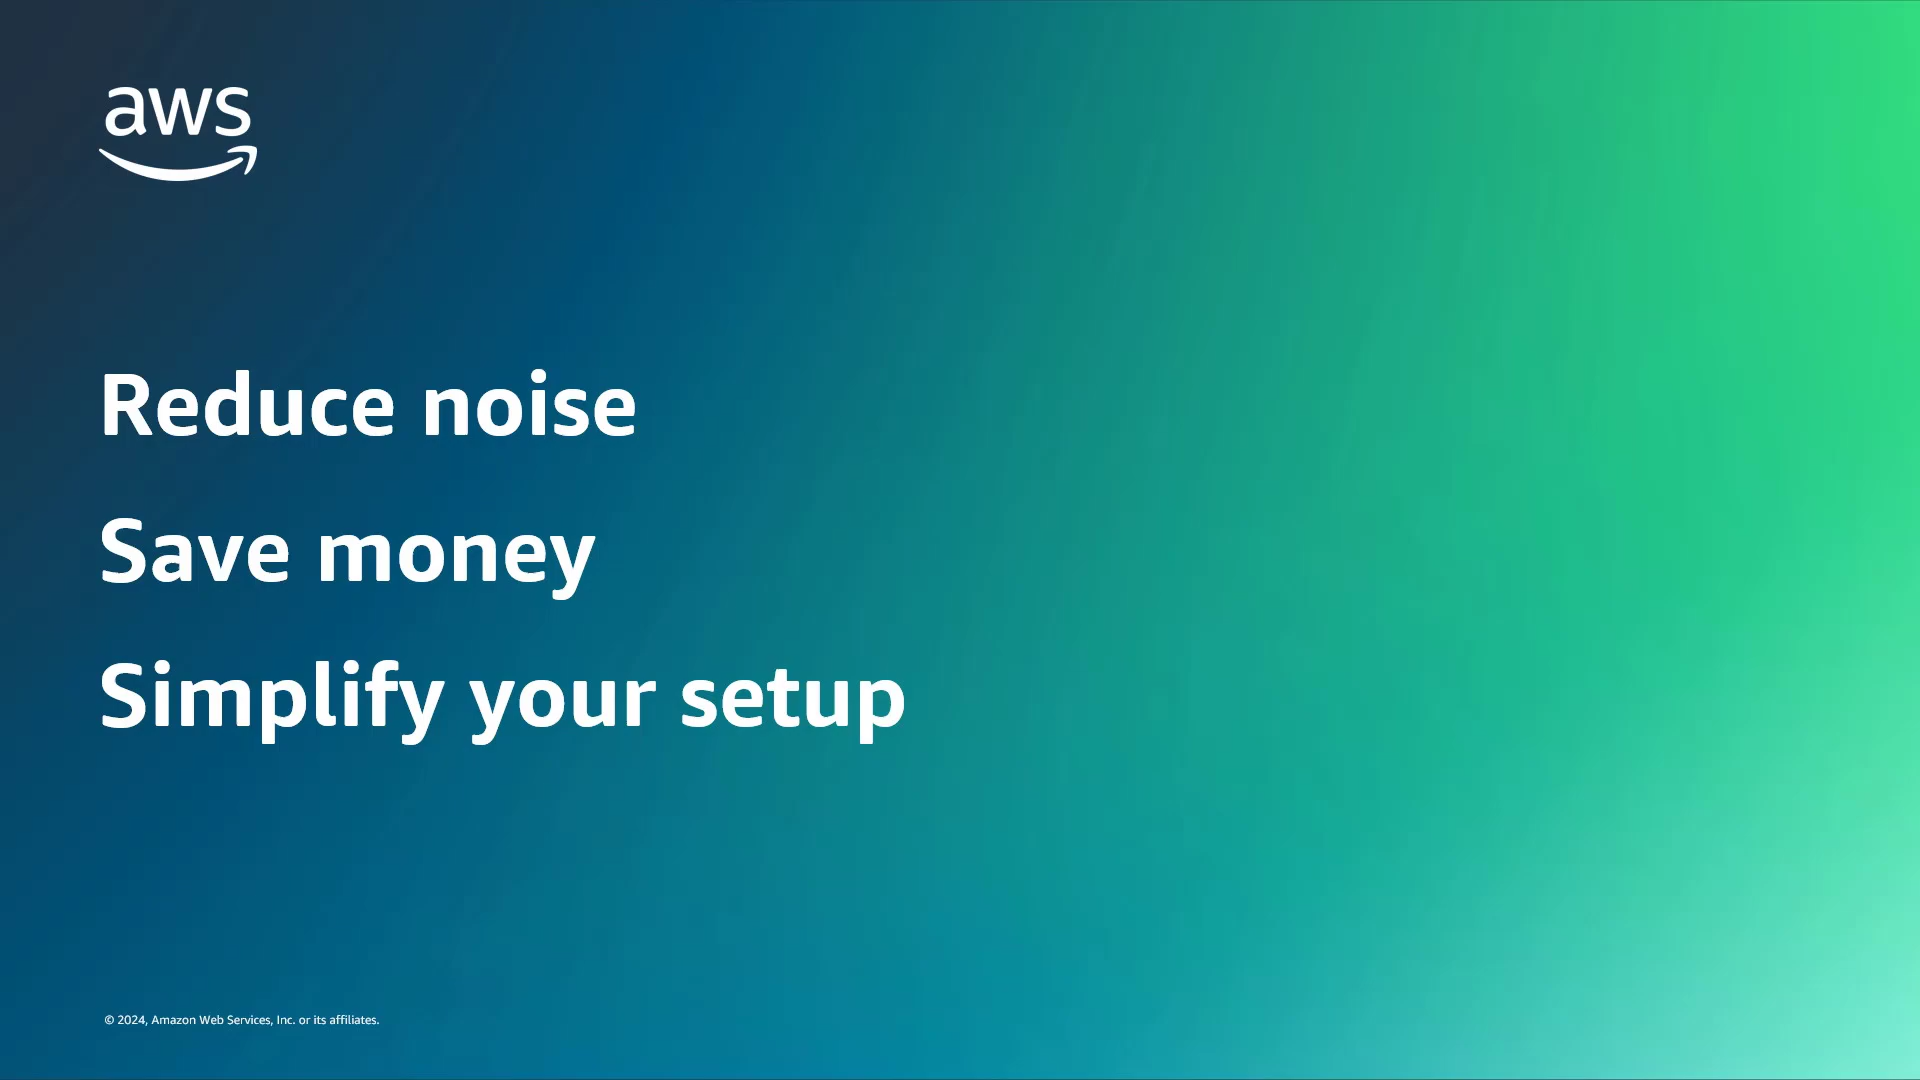 aws
Reduce noise
Save money
Simplify your setup
© 2024, Amazon Web Services, Inc. or its affiliates.